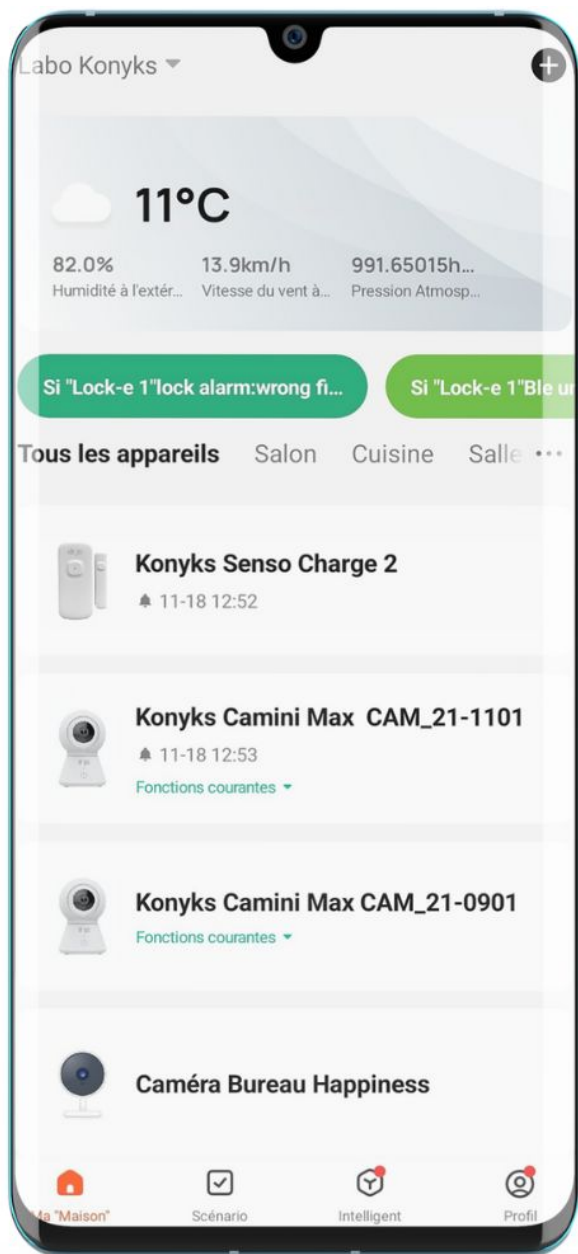 Labo Konyks
11°C
82.0% 13.9km/h 991.65015h...
Humidité à l'extér... Vitesse du vent à... Pression Atmosp...
Si "Lock-e 1"lock alarm:wrong fi... Si "Lock-e 1"Ble un
Tous les appareils Salon Cuisine Salle ...
Konyks Senso Charge 2
11-18 12:52
Konyks Camini Max CAM_21-1101
11-18 12:53
Fonctions courantes
Konyks Camini Max CAM_21-0901
Fonctions courantes
Caméra Bureau Happiness
Ma "Maison" Scénario Intelligent Profil